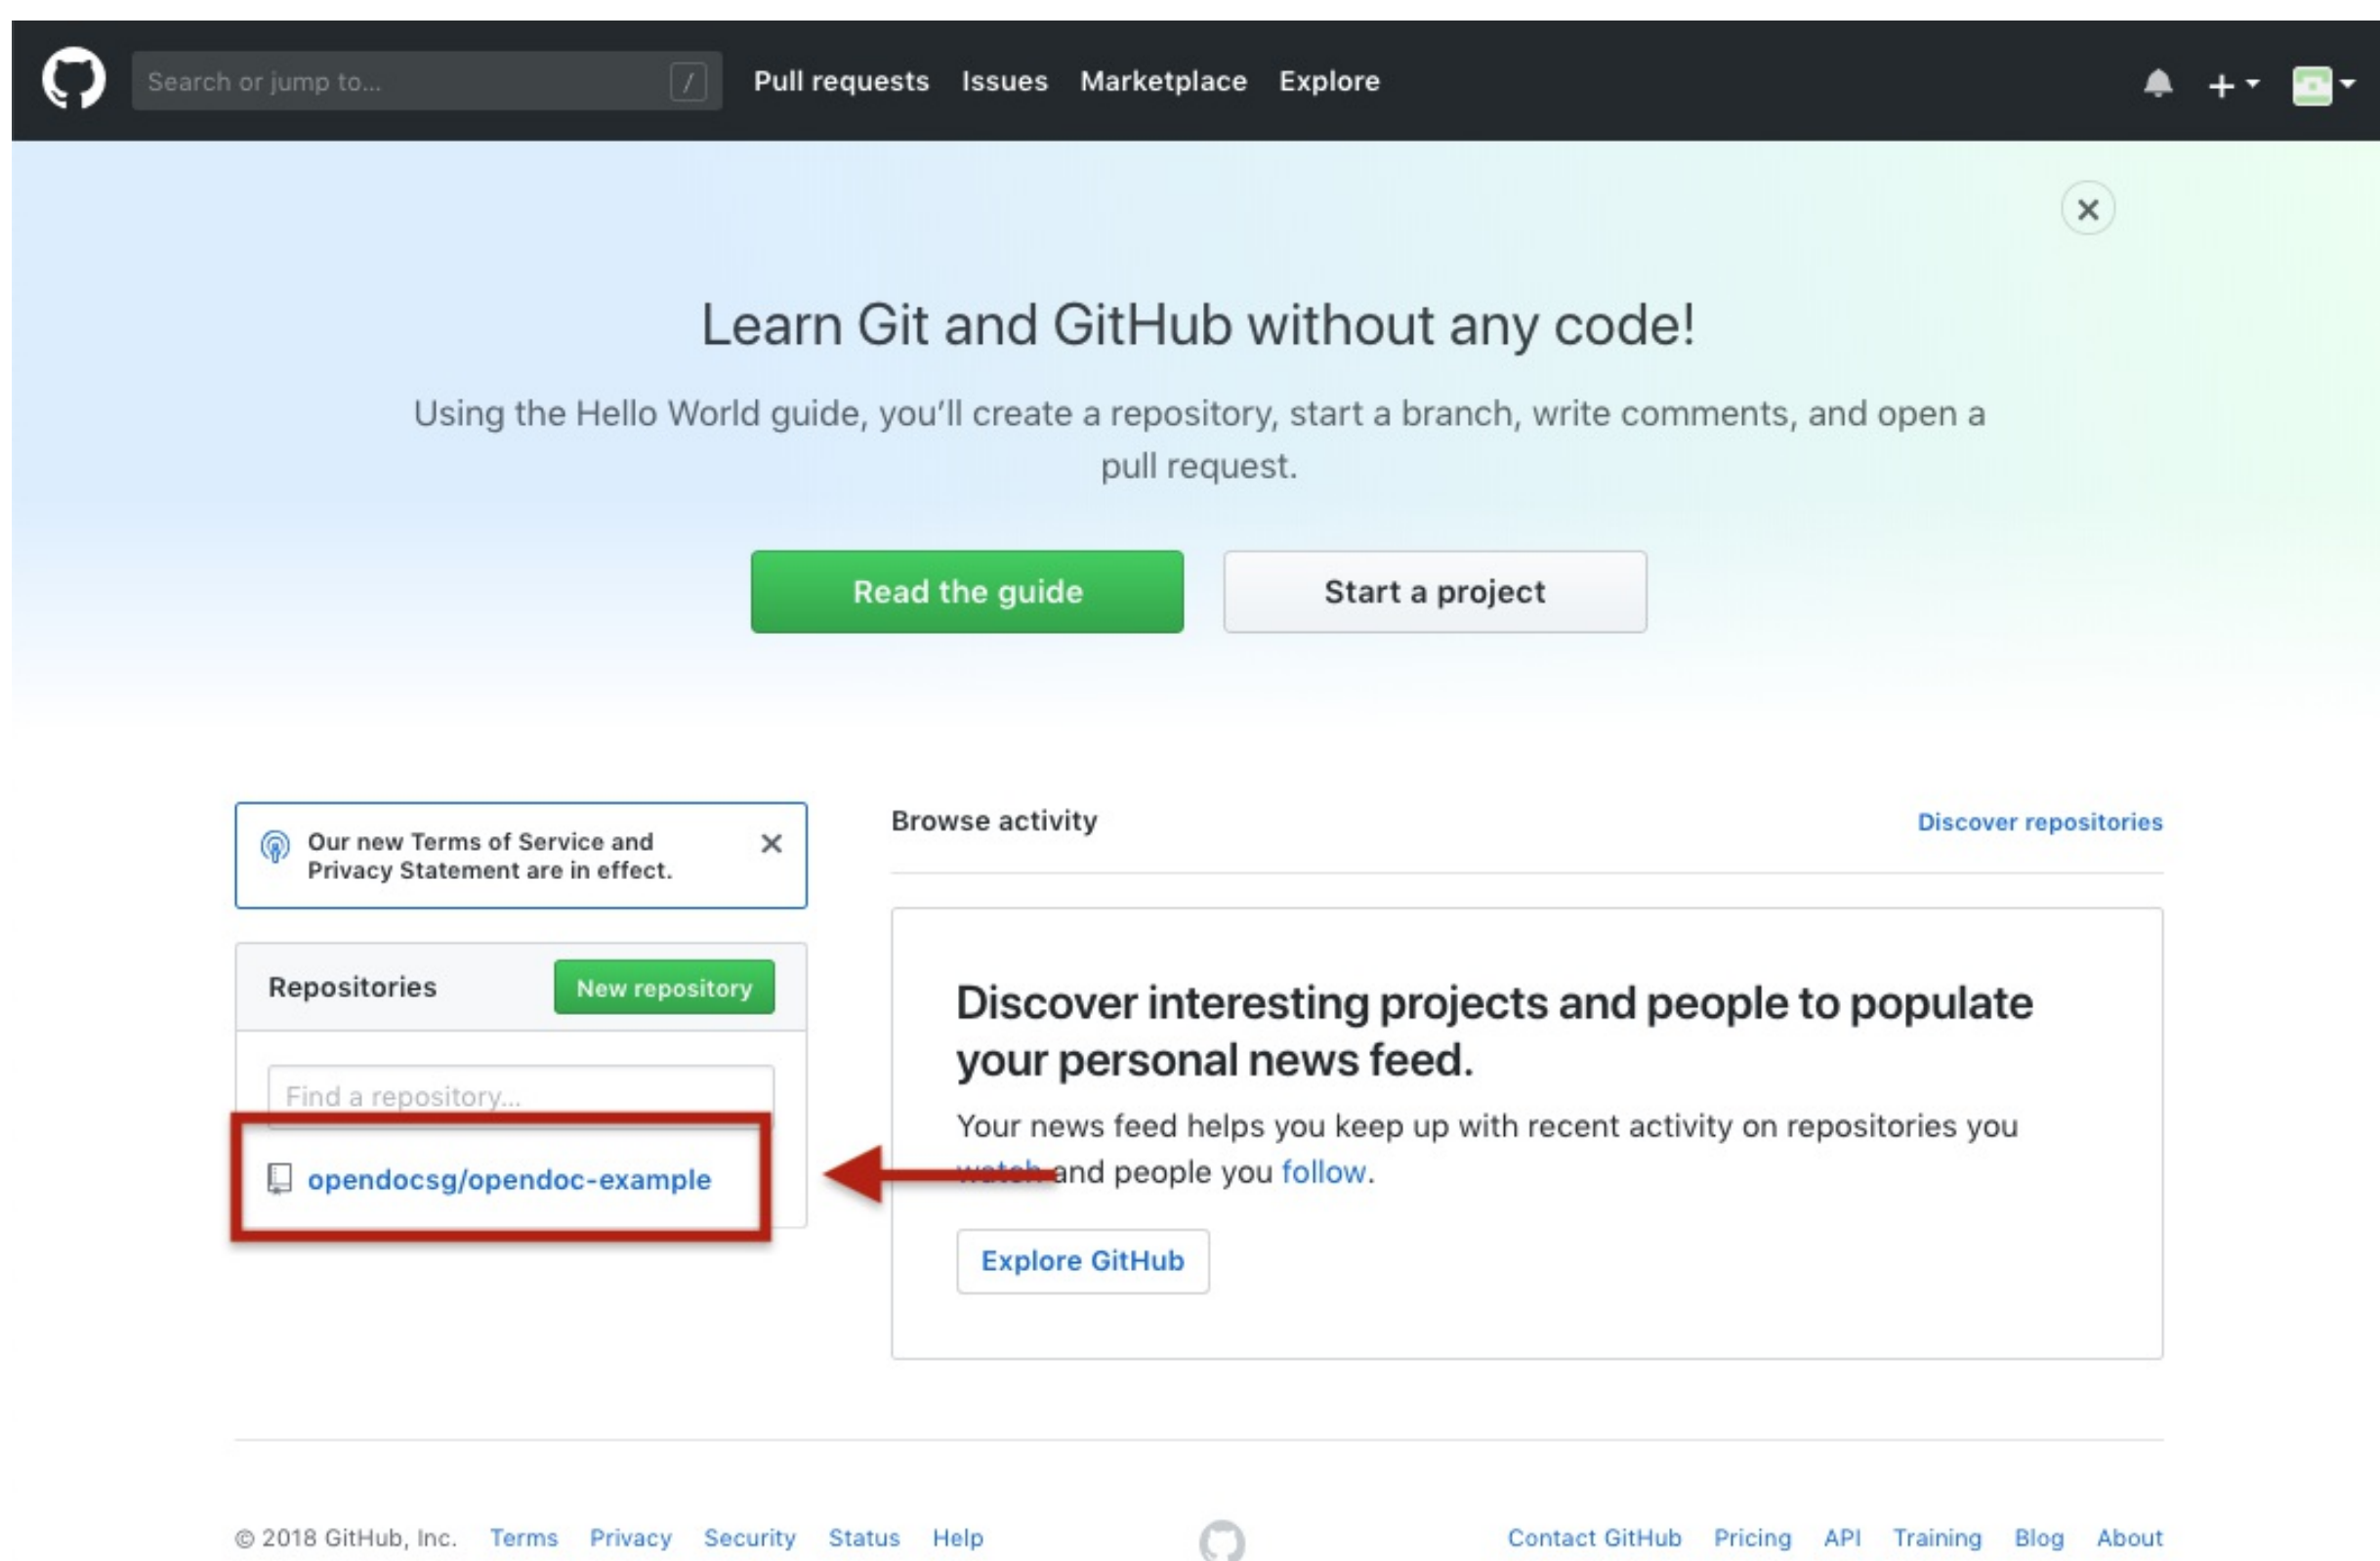 Search or jump to... /
Pull requests Issues Marketplace Explore
Learn Git and GitHub without any code!
Using the Hello World guide, you’ll create a repository, start a branch, write comments, and open a
pull request.
Read the guide
Start a project
Our new Terms of Service and
Privacy Statement are in effect.
Repositories
New repository
Find a repository...
opendocsg/opendoc-example
Browse activity
Discover repositories
Discover interesting projects and people to populate
your personal news feed.
Your news feed helps you keep up with recent activity on repositories you
watch and people you follow.
Explore GitHub
© 2018 GitHub, Inc. Terms Privacy Security Status Help
Contact GitHub Pricing API Training Blog About